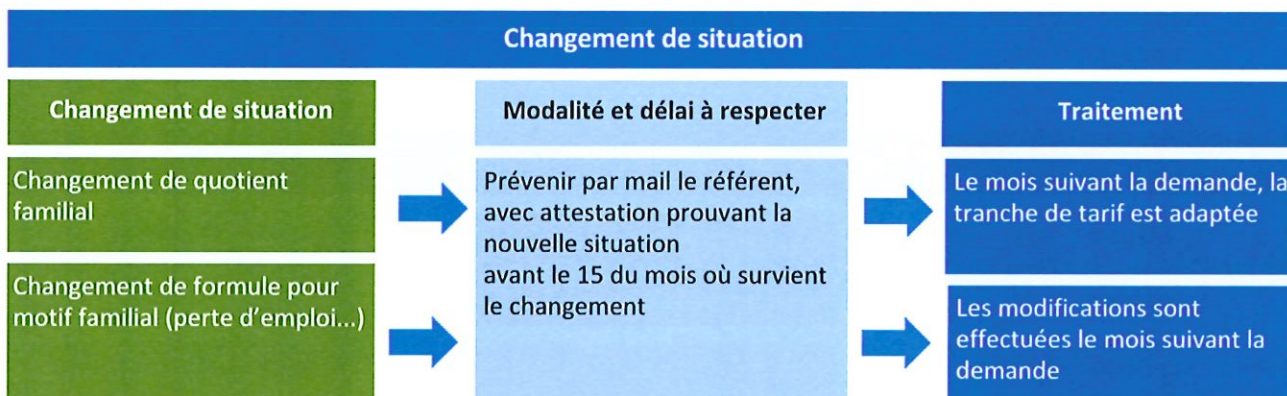 Changement de situation
Changement de situation
Modalité et délai à respecter
Traitement
Changement de quotient
familial
Prévenir par mail le référent,
avec attestation prouvant la
nouvelle situation
avant le 15 du mois où survient
le changement
Le mois suivant la demande, la
tranche de tarif est adaptée
Changement de formule pour
motif familial (perte d'emploi...)
Les modifications sont
effectuées le mois suivant la
demande